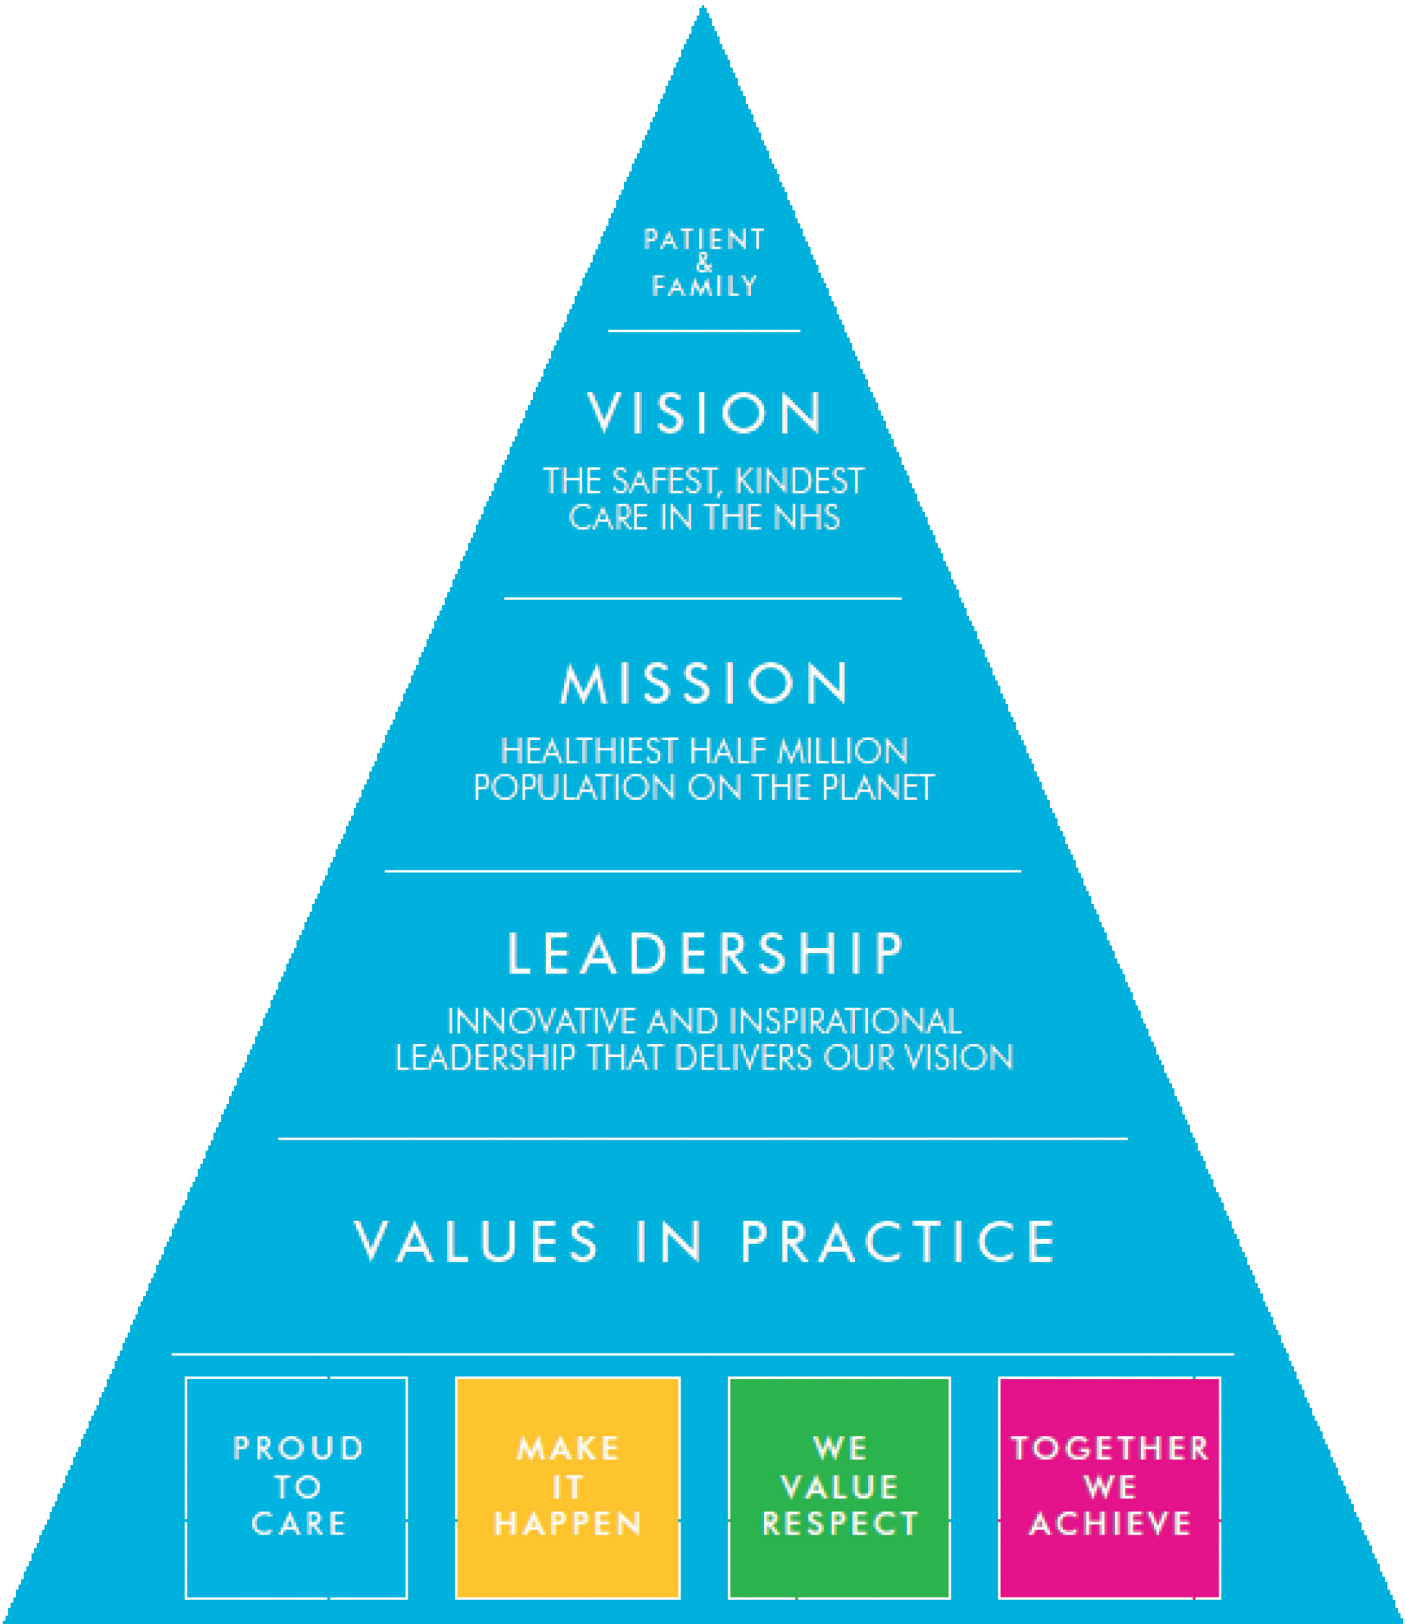 PATIENT
&
FAMILY
VISION
THE SAFEST, KINDEST
CARE IN THE NHS
MISSION
HEALTHIEST HALF MILLION
POPULATION ON THE PLANET
LEADERSHIP
INNOVATIVE AND INSPIRATIONAL
LEADERSHIP THAT DELIVERS OUR VISION
VALUES IN PRACTICE
PROUD
TO
CARE
MAKE
IT
HAPPEN
WE
VALUE
RESPECT
TOGETHER
WE
ACHIEVE